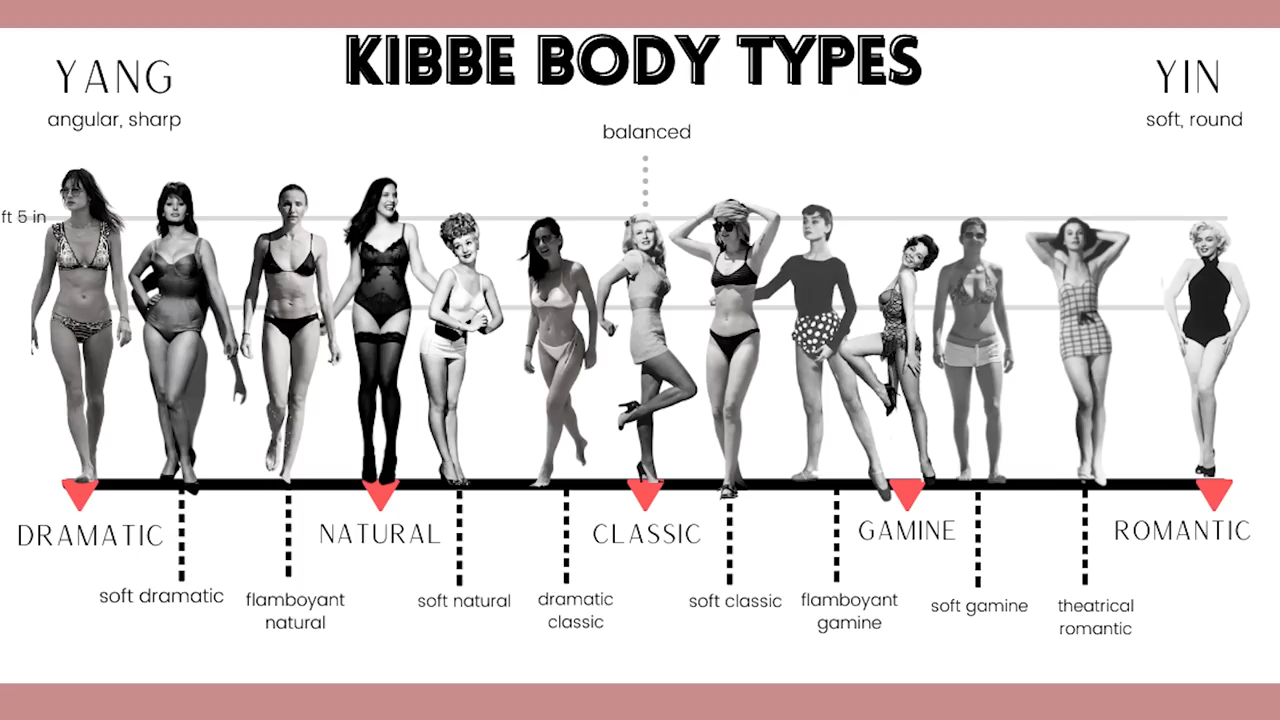 KIBBE BODY TYPES
YANG
angular, sharp
YIN
soft, round
balanced
ft 5 in
DRAMATIC
NATURAL
CLASSIC
GAMINE
ROMANTIC
soft dramatic
flamboyant
natural
soft natural
dramatic
classic
soft classic
flamboyant
gamine
soft gamine
theatrical
romantic